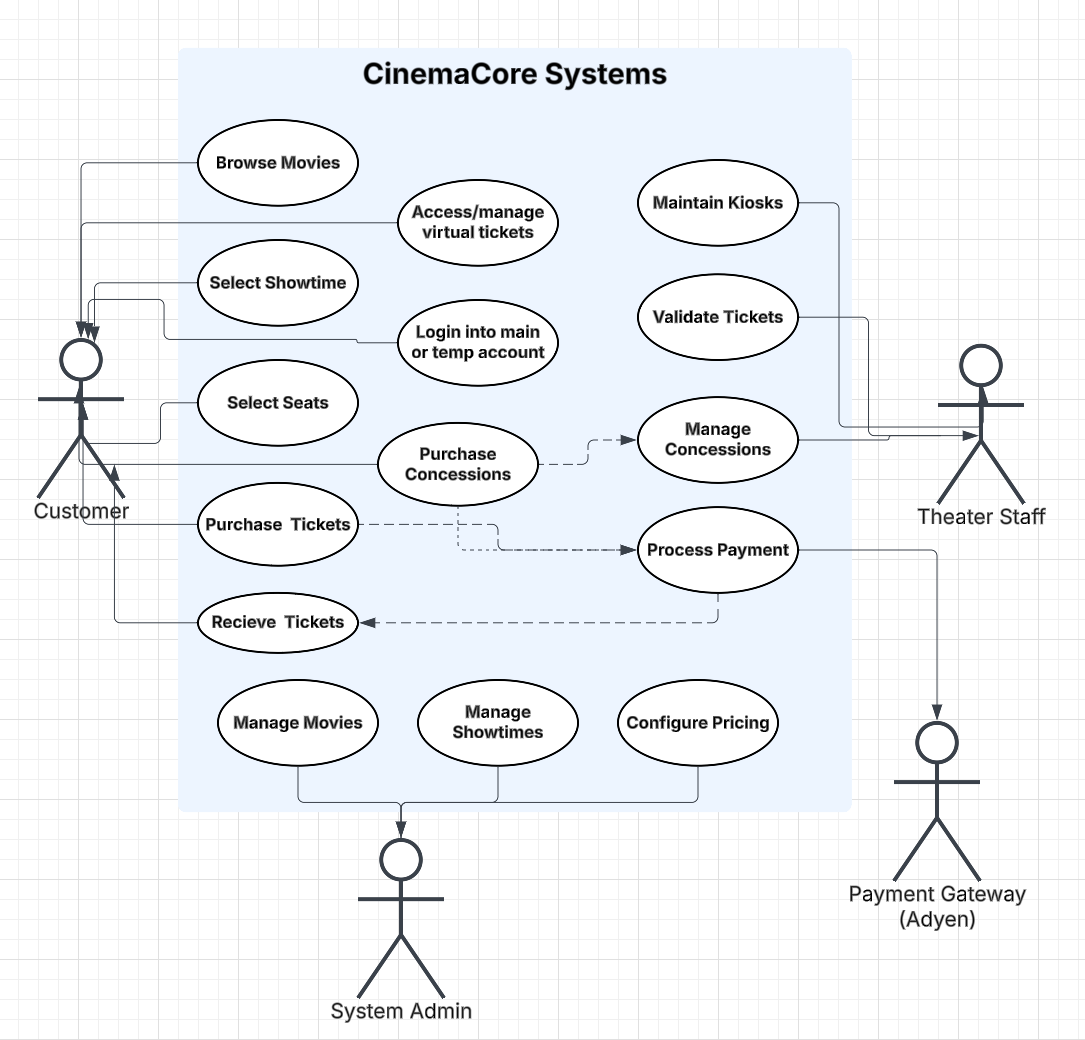 CinemaCore Systems
Browse Movies
Access/manage
virtual tickets
Maintain Kiosks
Select Showtime
Login into main
or temp account
Validate Tickets
Select Seats
Purchase
Concessions
Manage
Concessions
Customer
Theater Staff
Purchase  Tickets
Process Payment
Recieve  Tickets
Manage Movies
Manage
Showtimes
Configure Pricing
Payment Gateway
(Adyen)
System Admin